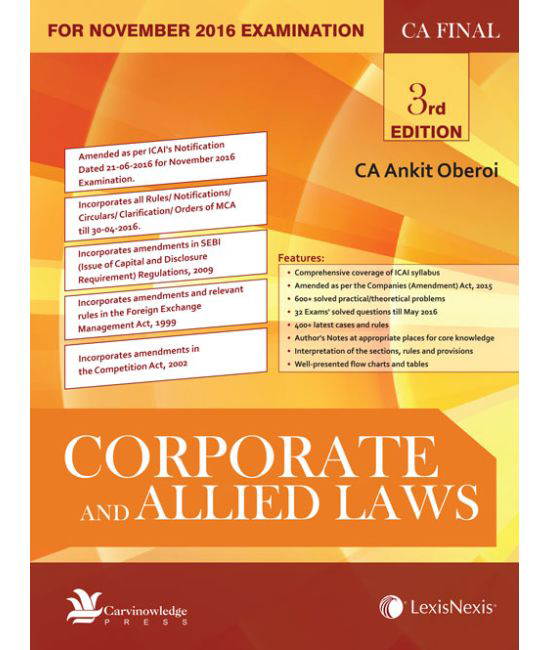 FOR NOVEMBER 2016 EXAMINATION
CA FINAL
3rd
EDITION
CA Ankit Oberoi
Amended as per ICAI's Notification
Dated 21-06-2016 for November 2016
Examination.
Incorporates all Rules/ Notifications/
Circulars/ Clarification/ Orders of MCA
till 30-04-2016.
Incorporates amendments in SEBI
(Issue of Capital and Disclosure
Requirement) Regulations, 2009
Incorporates amendments and relevant
rules in the Foreign Exchange
Management Act, 1999
Incorporates amendments in
the Competition Act, 2002
Features:
• Comprehensive coverage of ICAI syllabus
• Amended as per the Companies (Amendment) Act, 2015
• 600+ solved practical/theoretical problems
• 32 Exams' solved questions till May 2016
• 400+ latest cases and rules
• Author's Notes at appropriate places for core knowledge
• Interpretation of the sections, rules and provisions
• Well-presented flow charts and tables
CORPORATE
AND ALLIED LAWS
Carvinowledge
PRESS
LexisNexis®